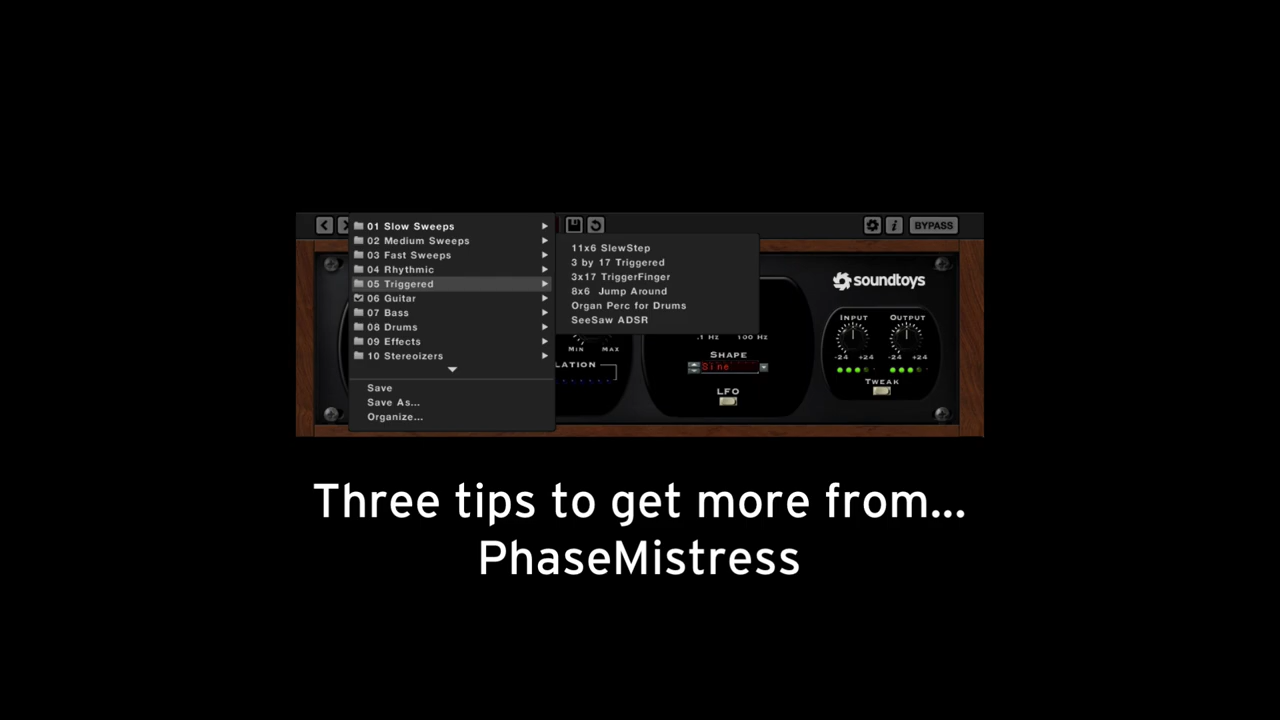 01 Slow Sweeps
02 Medium Sweeps
03 Fast Sweeps
04 Rhythmic
05 Triggered
06 Guitar
07 Bass
08 Drums
09 Effects
10 Stereoizers
Save
Save As...
Organize...
11x6 SlewStep
3 by 17 Triggered
3x17 TriggerFinger
8x6 Jump Around
Organ Perc for Drums
SeeSaw ADSR
MIN MAX
LATION
.1 Hz 100 Hz
SHAPE
Sine
LFO
i BYPASS
soundtoys
INPUT OUTPUT
-24 +24 -24 +24
TWEAK
Three tips to get more from...
PhaseMistress